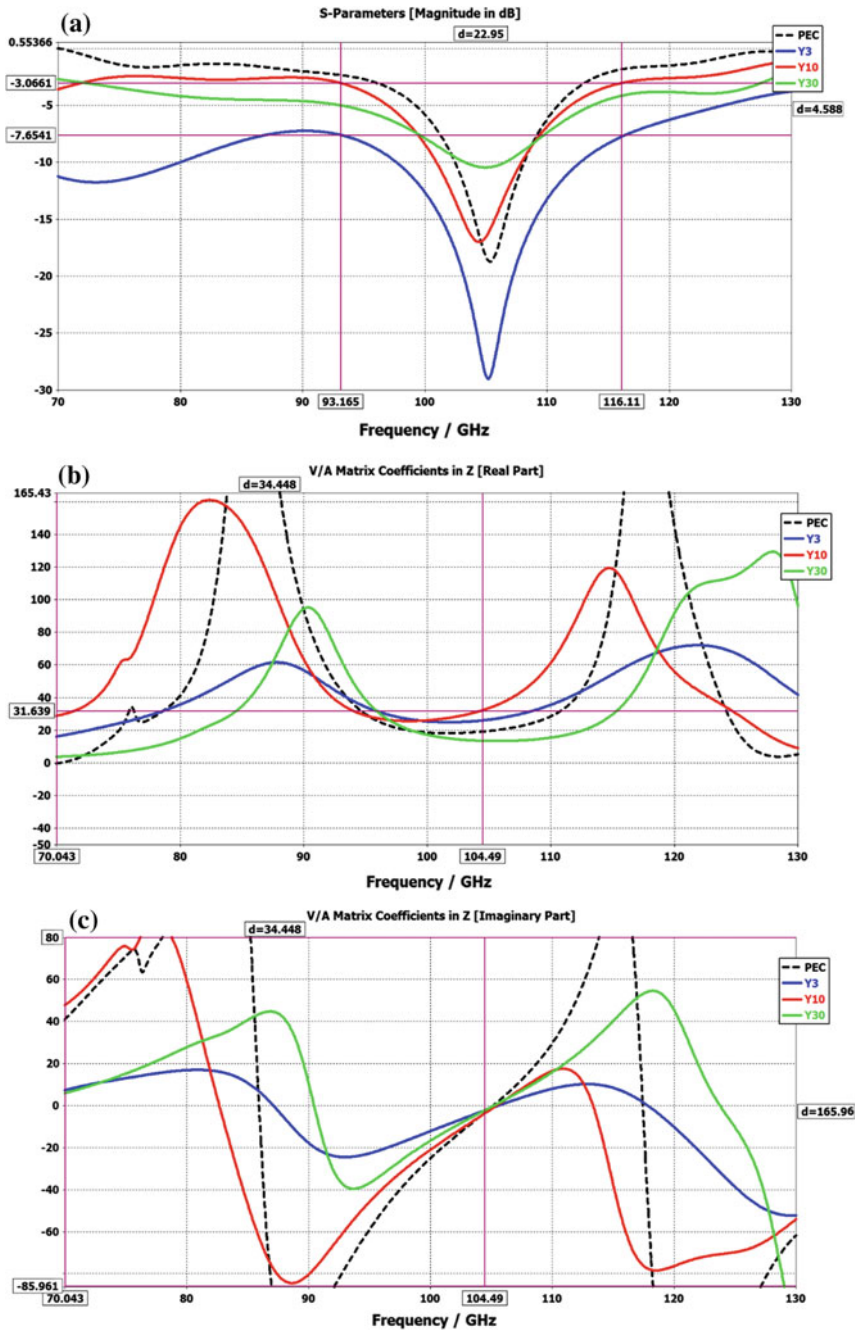 (a)
S-Parameters [Magnitude in dB]
d=22.95
0.55366
-3.0661
-5
-7.6541
-10
-15
-20
-25
-30
PEC
Y3
Y10
Y30
d=4.588
70
80
90
93.165
100
110
116.11
120
130
Frequency / GHz
(b)
V/A Matrix Coefficients in Z [Real Part]
d=34.448
165.43
140
120
100
80
60
40
31.639
20
0
-20
-40
-50
PEC
Y3
Y10
Y30
70.043
80
90
100
104.49
110
120
130
Frequency / GHz
(c)
V/A Matrix Coefficients in Z [Imaginary Part]
d=34.448
80
60
40
20
0
-20
-40
-60
-85.961
PEC
Y3
Y10
Y30
d=165.96
70.043
80
90
100
104.49
110
120
130
Frequency / GHz